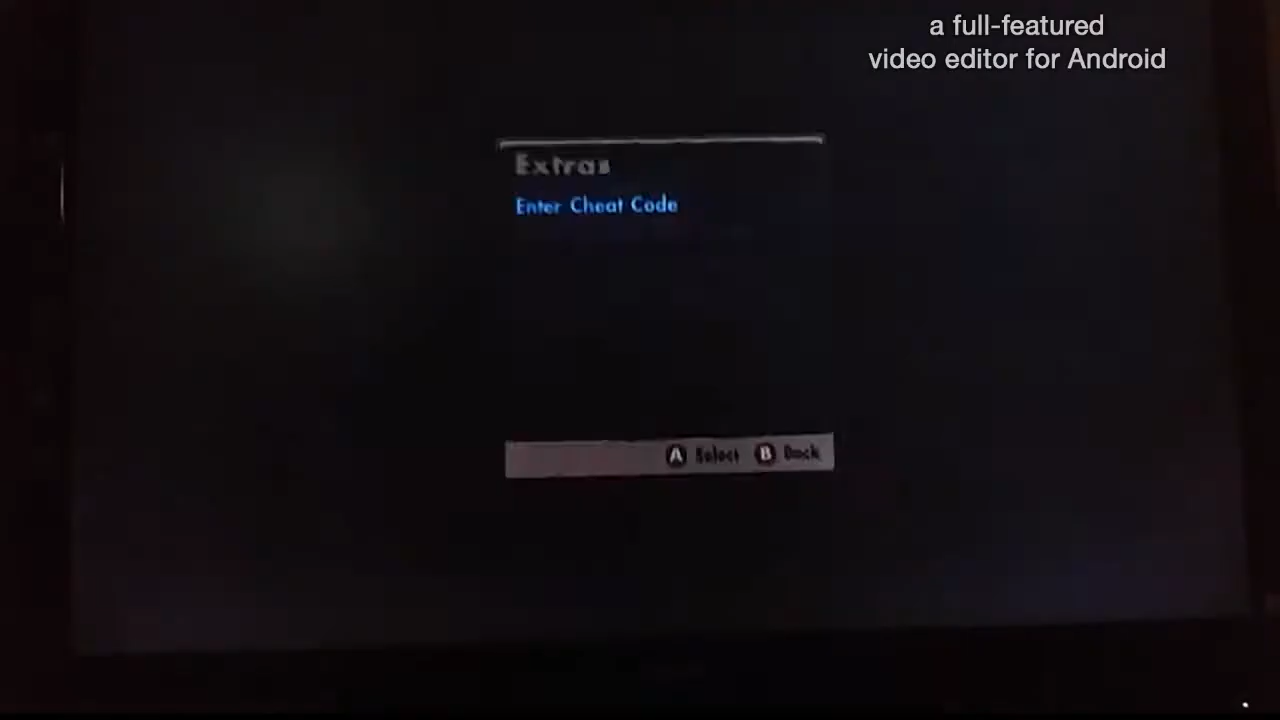 a full-featured
video editor for Android
Extras
Enter Cheat Code
A Select B Back